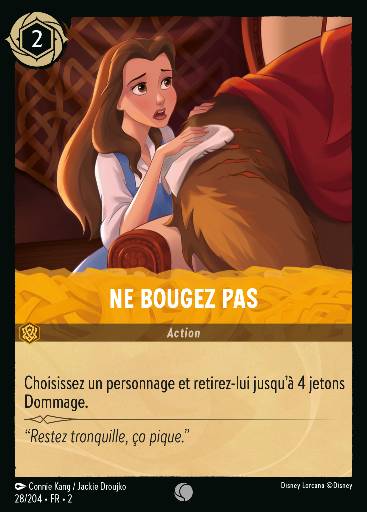 2
NE BOUGEZ PAS
Action
Choisissez un personnage et retirez-lui jusqu'à 4 jetons
Dommage.
“Restez tranquille, ço pique.”
Connie Kang / Jackie Droujko
Disney Lorcana ©Disney
28/204 • FR • 2